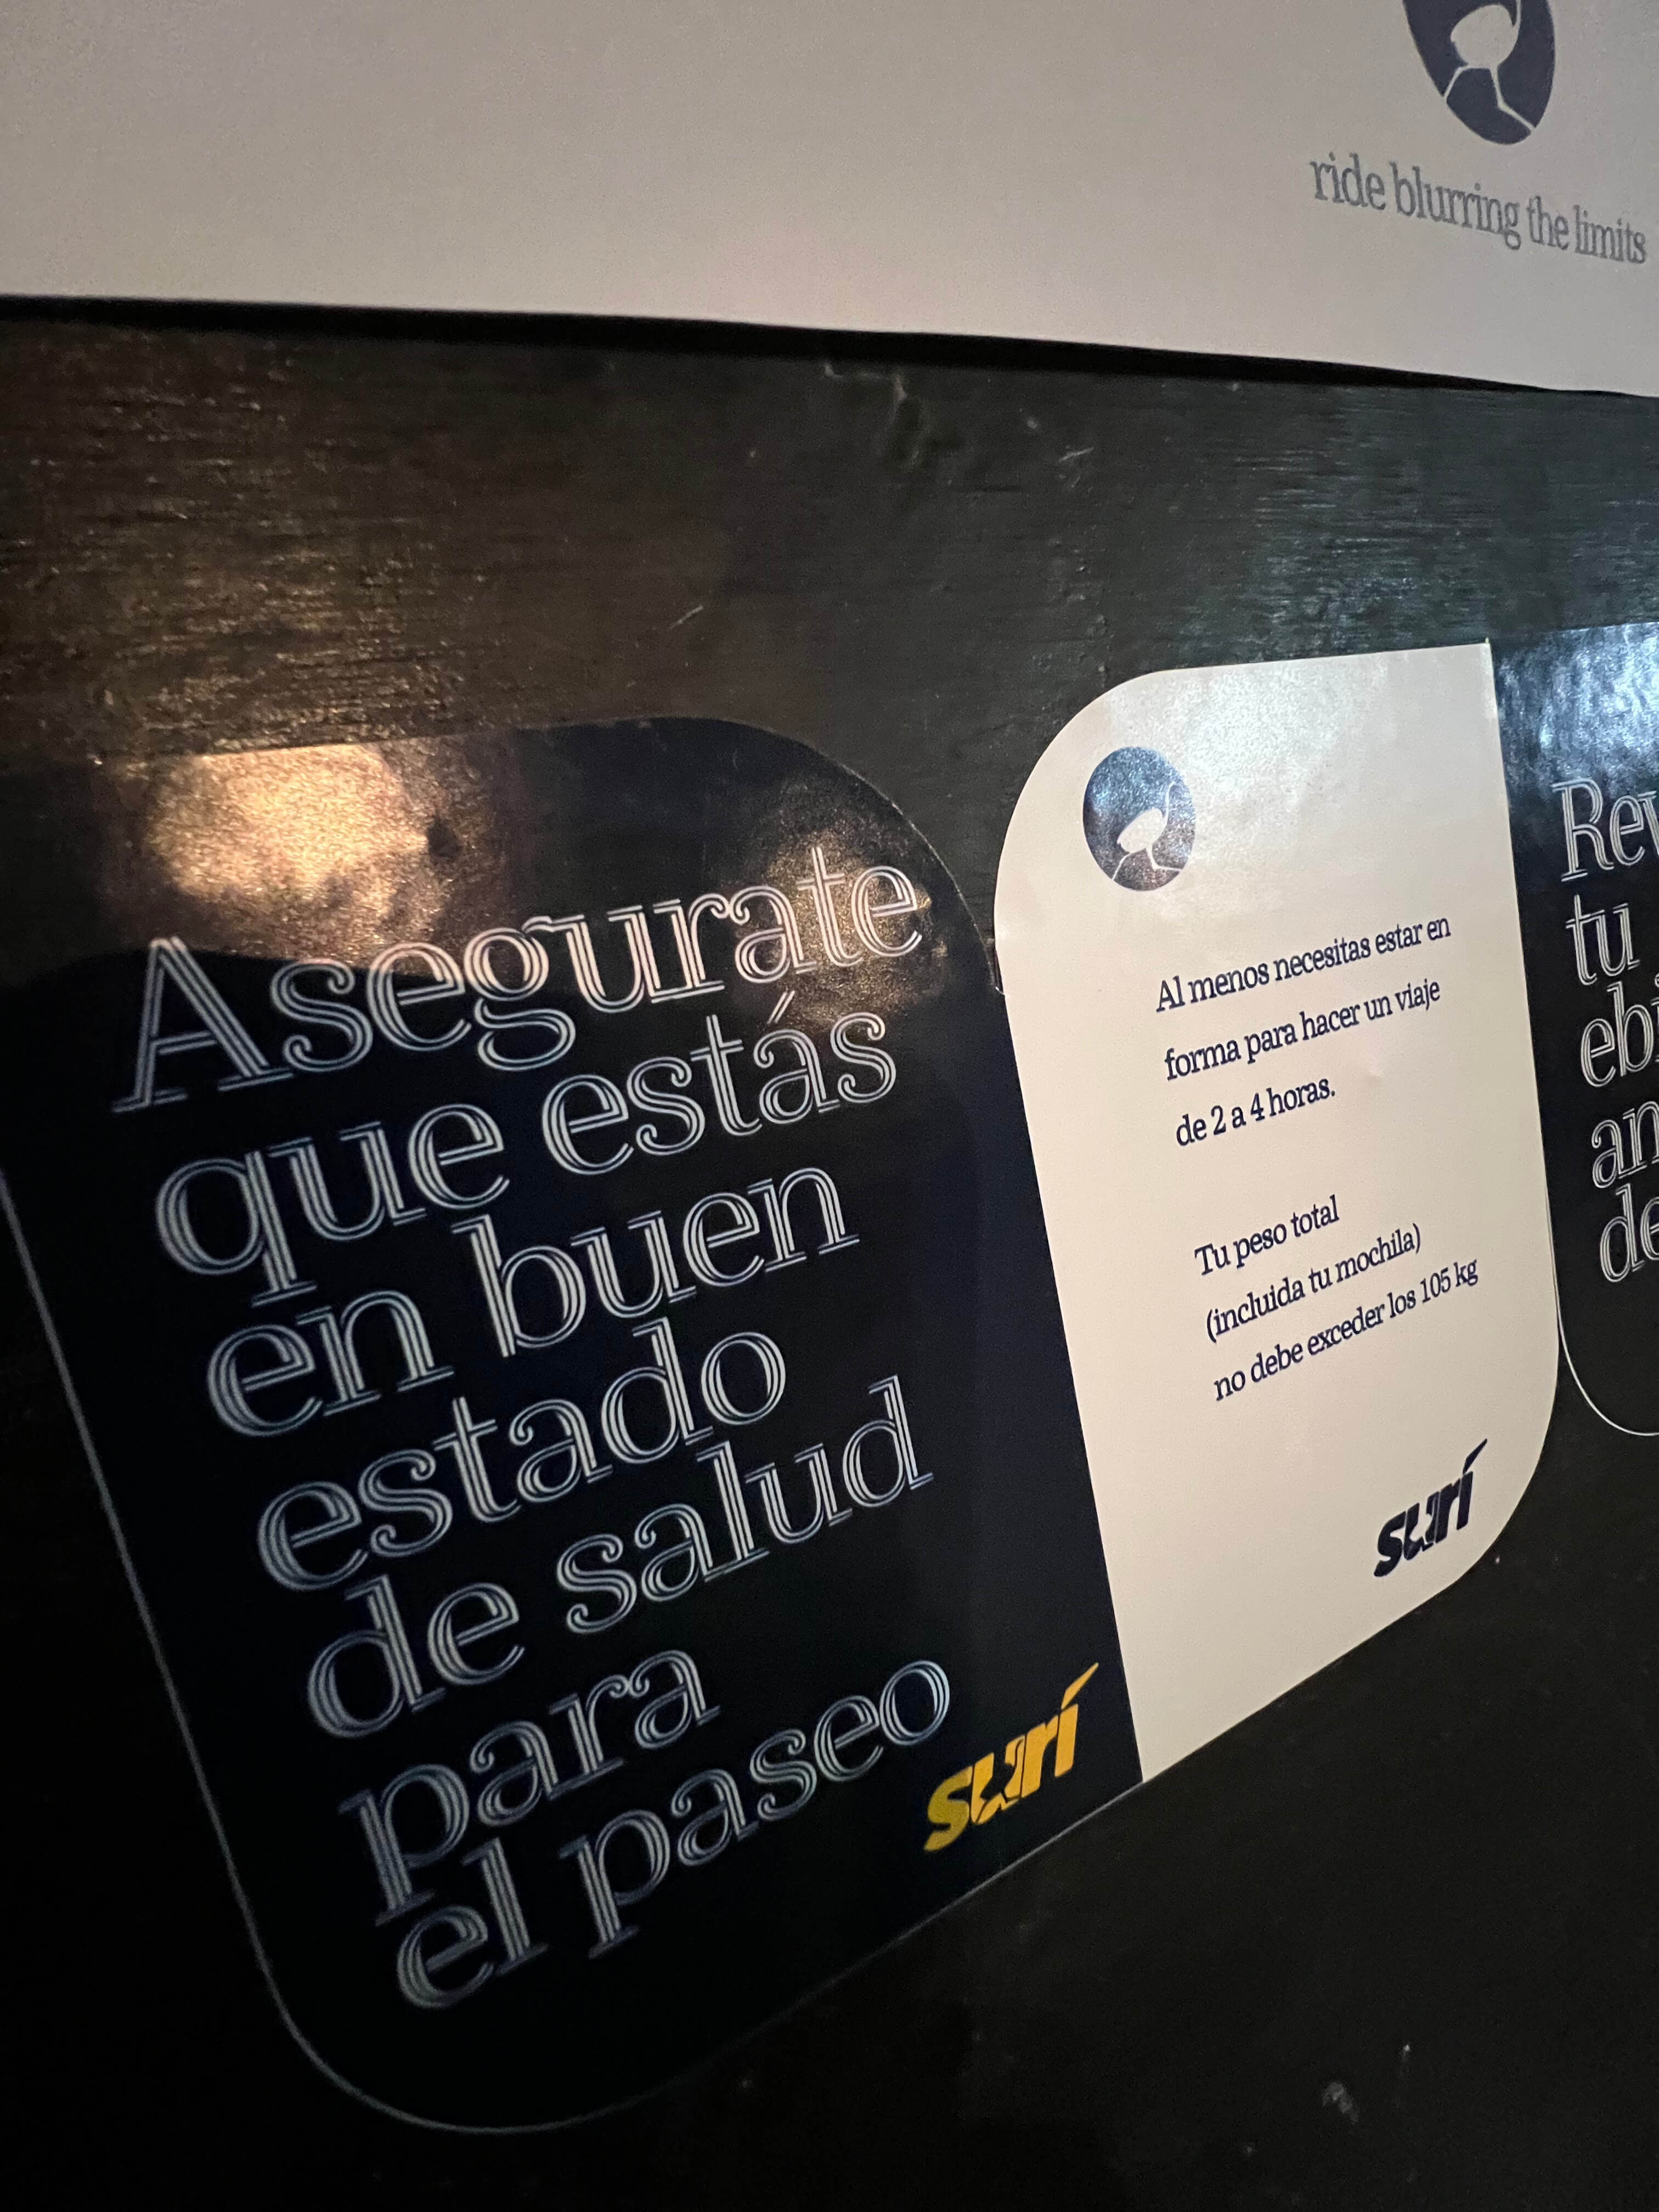 ride blurring the limits
Asegurate
que estás
en buen
estado
de salud
para
el paseo
surí
Al menos necesitas estar en
forma para hacer un viaje
de 2 a 4 horas.
Tu peso total
(incluida tu mochila)
no debe exceder los 105 kg
surí
tu